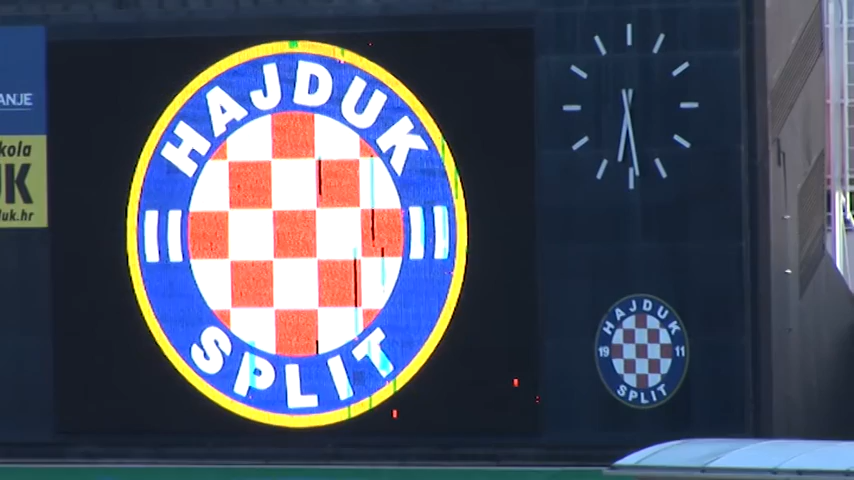 HAJDUK
SPLIT
ANJE
kola
UK
duk.hr
HAJDUK
19 11
SPLIT